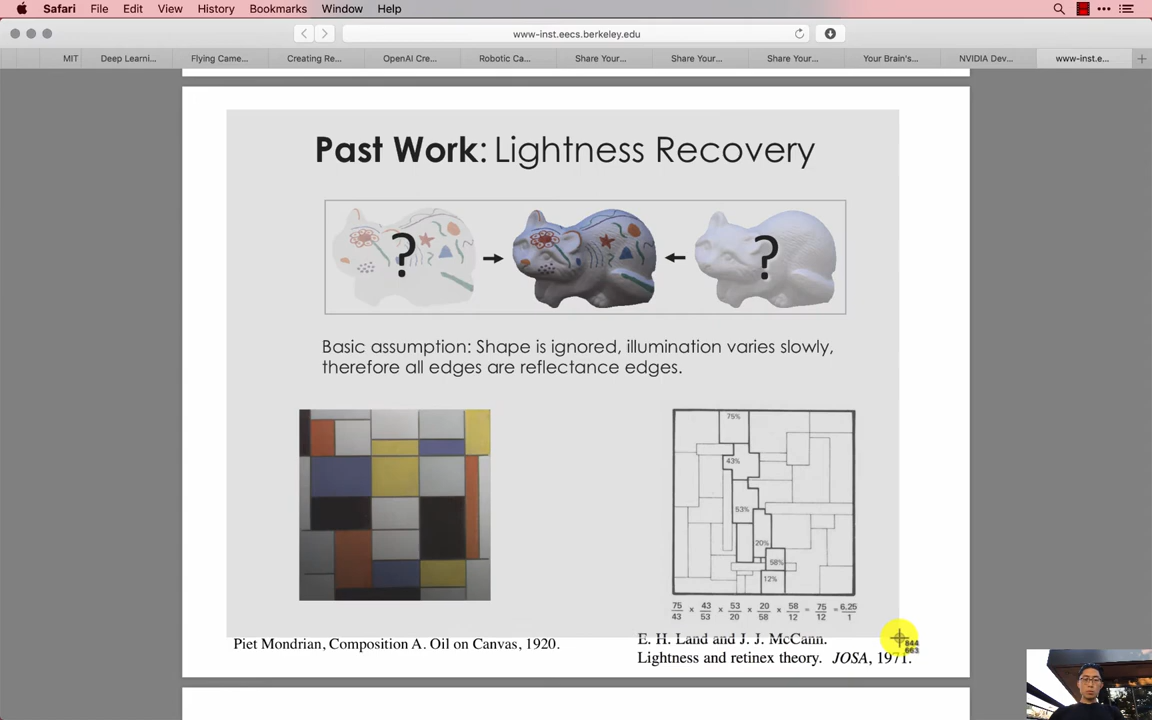 Safari File Edit View History Bookmarks Window Help
www-inst.eecs.berkeley.edu
MIT Deep Learni... Flying Came... Creating Re... OpenAI Cre... Robotic Ca... Share Your... Share Your... Share Your... Your Brain's... NVIDIA Dev... www-inst.e...
Past Work: Lightness Recovery
? ?
Basic assumption: Shape is ignored, illumination varies slowly,
therefore all edges are reflectance edges.
75%
43%
53%
20%
58%
12%
75/43 x 43/53 x 53/20 x 20/58 x 58/12 = 75/12 = 6.25/1
Piet Mondrian, Composition A. Oil on Canvas, 1920.
E. H. Land and J. J. McCann.
Lightness and retinex theory. JOSA, 1971.
844
663